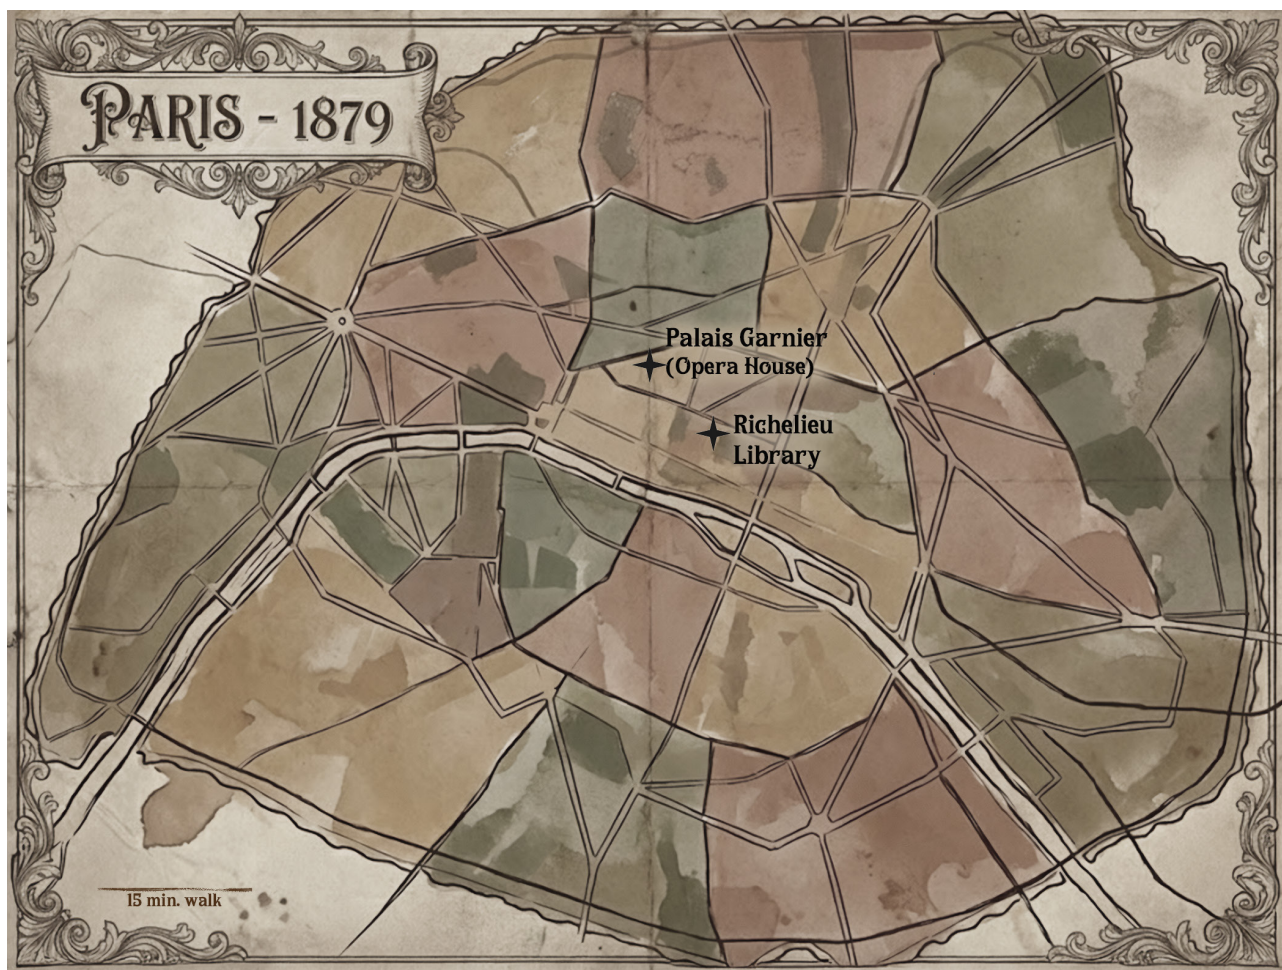 PARIS - 1879
Palais Garnier
(Opera House)
Richelieu
Library
15 min. walk